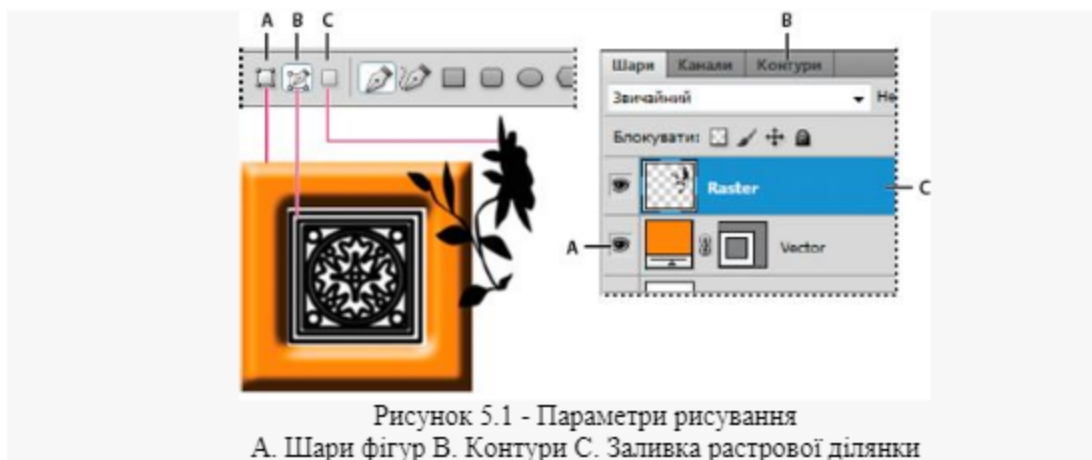 A B C
B
Шари Канали Контури
Звичайний Не
Блокувати:
Raster
C
A
Vector
Рисунок 5.1 - Параметри рисування
А. Шари фігур В. Контури С. Заливка растрової ділянки